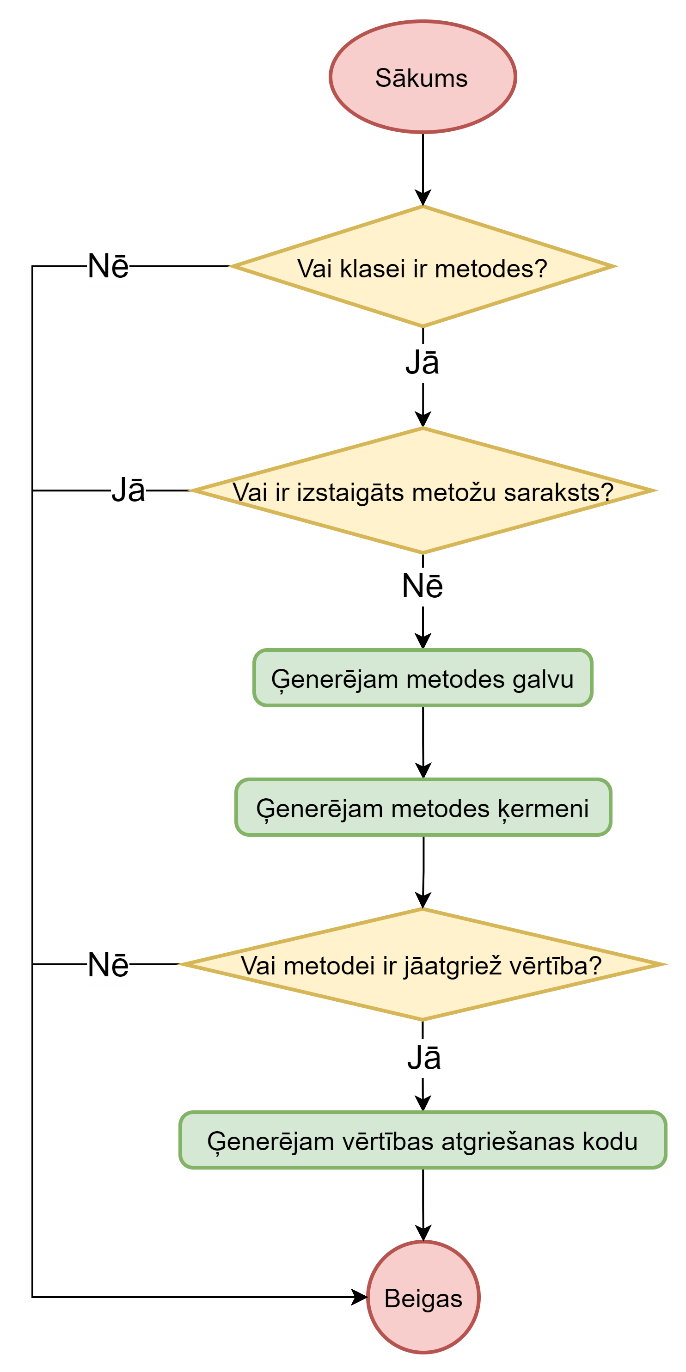 Sākums
Vai klasei ir metodes?
Nē
Jā
Vai ir izstaigāts metožu saraksts?
Jā
Nē
Ģenerējam metodes galvu
Ģenerējam metodes ķermeni
Vai metodei ir jāatgriež vērtība?
Nē
Jā
Ģenerējam vērtības atgriešanas kodu
Beigas